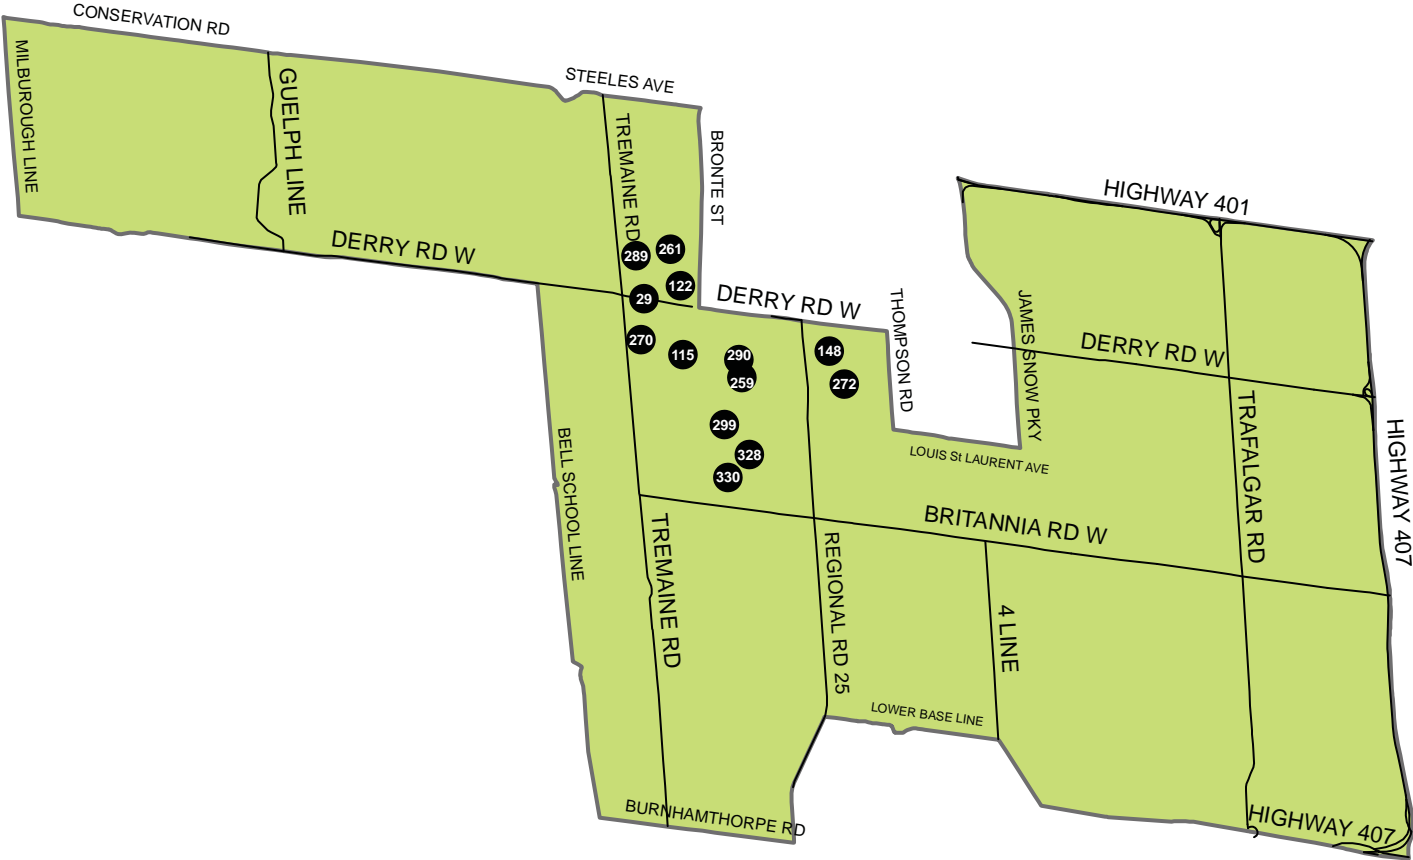 CONSERVATION RD
MILBOROUGH LINE
GUELPH LINE
STEELES AVE
TREMAINE RD
BRONTE ST
DERRY RD W
289
261
122
29
DERRY RD W
270
115
290
259
148
272
299
328
330
THOMPSON RD
HIGHWAY 401
JAMES SNOW PKY
DERRY RD W
TRAFALGAR RD
HIGHWAY 407
LOUIS St LAURENT AVE
BELL SCHOOL LINE
BRITANNIA RD W
TREMAINE RD
REGIONAL RD 25
4 LINE
LOWER BASE LINE
BURNHAMTHORPE RD
HIGHWAY 407